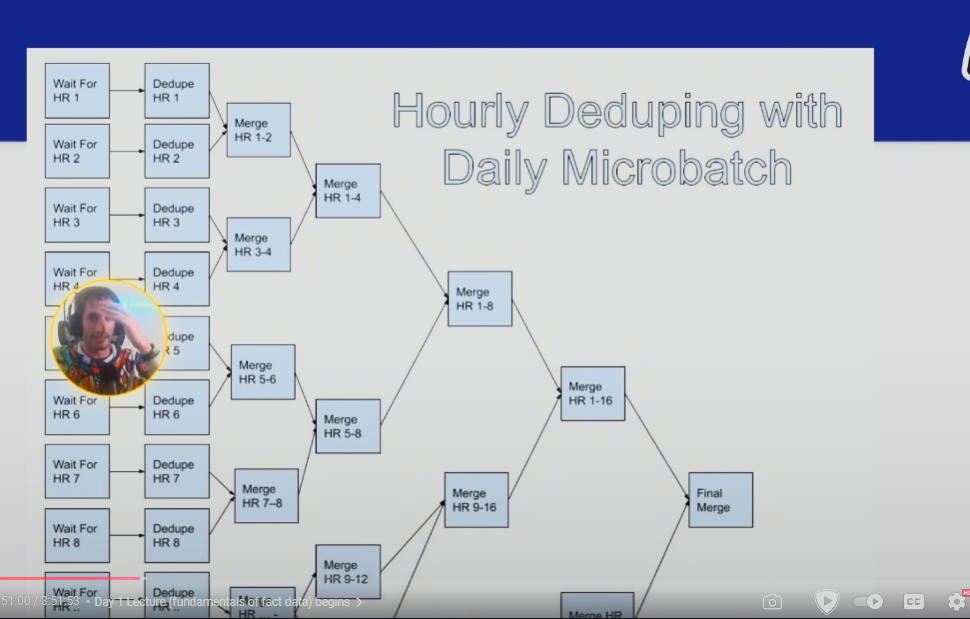 Hourly Deduping with
Daily Microbatch
Wait For
HR 1
Dedupe
HR 1
Wait For
HR 2
Dedupe
HR 2
Merge
HR 1-2
Wait For
HR 3
Dedupe
HR 3
Wait For
HR 4
Dedupe
HR 4
Merge
HR 3-4
Merge
HR 1-4
dupe
R 5
Wait For
HR 6
Dedupe
HR 6
Merge
HR 5-6
Wait For
HR 7
Dedupe
HR 7
Wait For
HR 8
Dedupe
HR 8
Merge
HR 7–8
Merge
HR 5-8
Merge
HR 1-8
Wait For
HR ..
Dedupe
HR ..
Merge
HR ... -
Merge
HR 9-12
Merge
HR 9-16
Merge
HR 1-16
Merge HR
Final
Merge
51:00 / 3:51:53 • Day 1 Lecture (fundamentals of fact data) begins >
CC